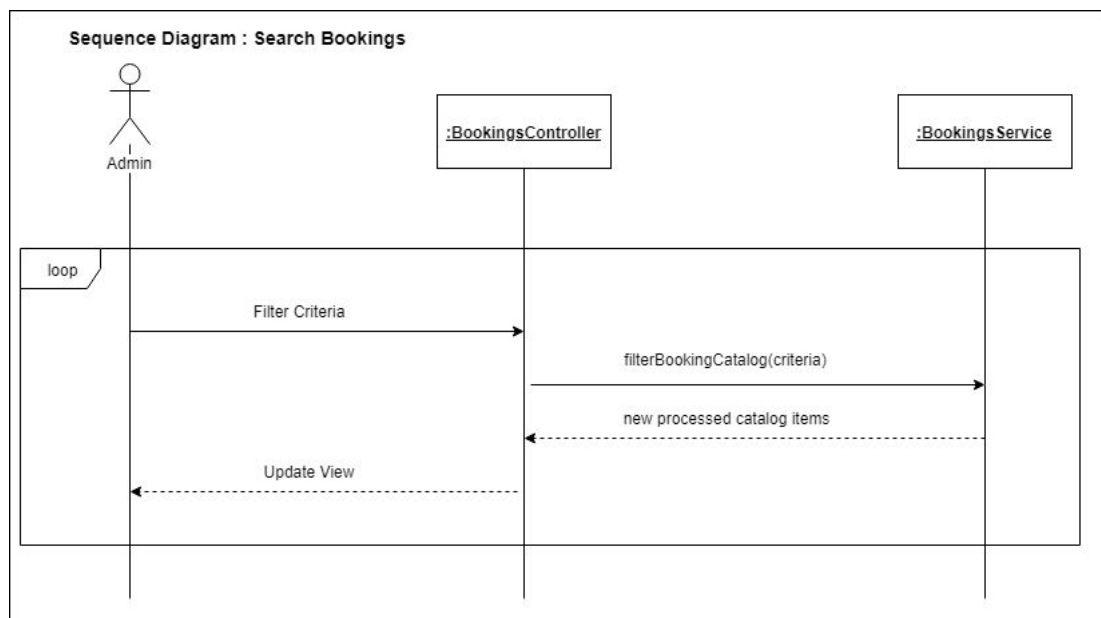 Sequence Diagram : Search Bookings
Admin
:BookingsController
:BookingsService
loop
Filter Criteria
filterBookingCatalog(criteria)
new processed catalog items
Update View